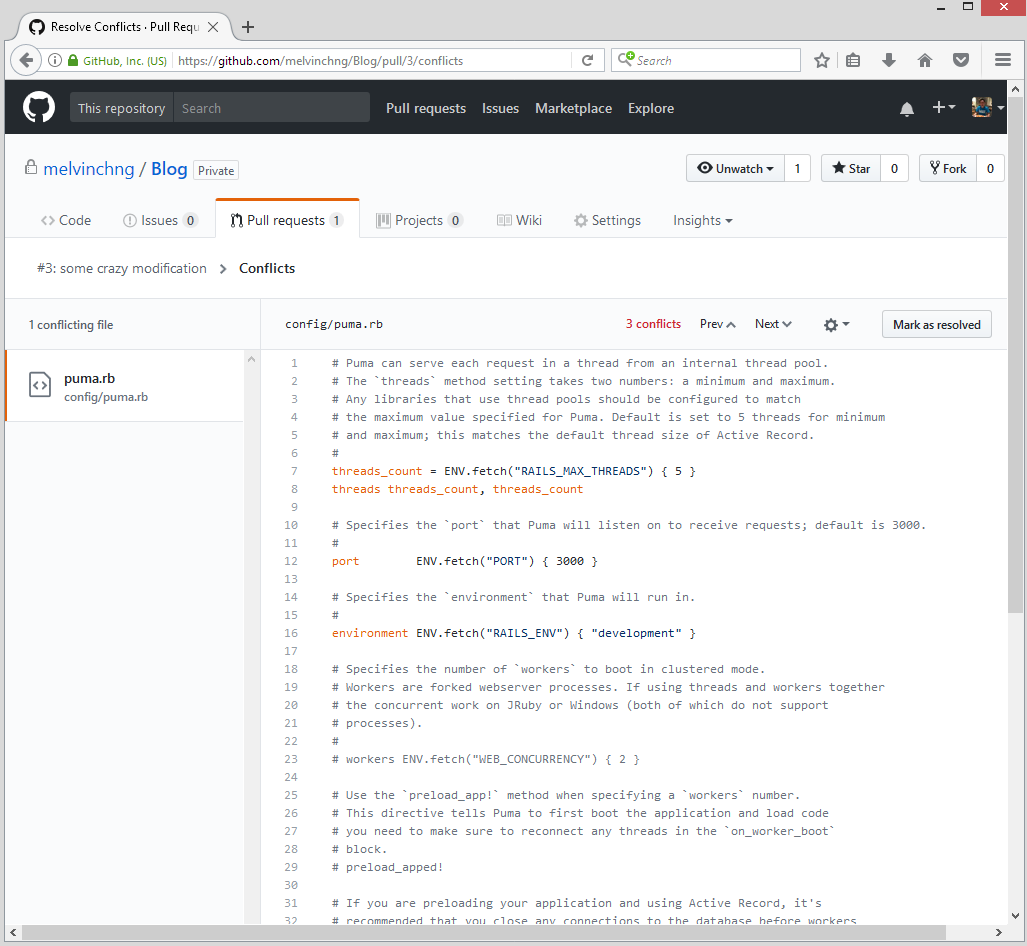 Resolve Conflicts · Pull Requ
GitHub, Inc. (US) https://github.com/melvinchng/Blog/pull/3/conflicts Search
This repository Search Pull requests Issues Marketplace Explore
melvinchng / Blog Private Unwatch 1 Star 0 Fork 0
Code Issues 0 Pull requests 1 Projects 0 Wiki Settings Insights
#3: some crazy modification Conflicts
1 conflicting file
config/puma.rb 3 conflicts Prev Next Mark as resolved
puma.rb
config/puma.rb
1 # Puma can serve each request in a thread from an internal thread pool.
2 # The `threads` method setting takes two numbers: a minimum and maximum.
3 # Any libraries that use thread pools should be configured to match
4 # the maximum value specified for Puma. Default is set to 5 threads for minimum
5 # and maximum; this matches the default thread size of Active Record.
6 #
7 threads_count = ENV.fetch("RAILS_MAX_THREADS") { 5 }
8 threads threads_count, threads_count
9
10 # Specifies the `port` that Puma will listen on to receive requests; default is 3000.
11 #
12 port        ENV.fetch("PORT") { 3000 }
13
14 # Specifies the `environment` that Puma will run in.
15 #
16 environment ENV.fetch("RAILS_ENV") { "development" }
17
18 # Specifies the number of `workers` to boot in clustered mode.
19 # Workers are forked webserver processes. If using threads and workers together
20 # the concurrent work on JRuby or Windows (both of which do not support
21 # processes).
22 #
23 # workers ENV.fetch("WEB_CONCURRENCY") { 2 }
24
25 # Use the `preload_app!` method when specifying a `workers` number.
26 # This directive tells Puma to first boot the application and load code
27 # you need to make sure to reconnect any threads in the `on_worker_boot`
28 # block.
29 # preload_apped!
30
31 # If you are preloading your application and using Active Record, it's
32 # recommended that you close any connections to the database before workers